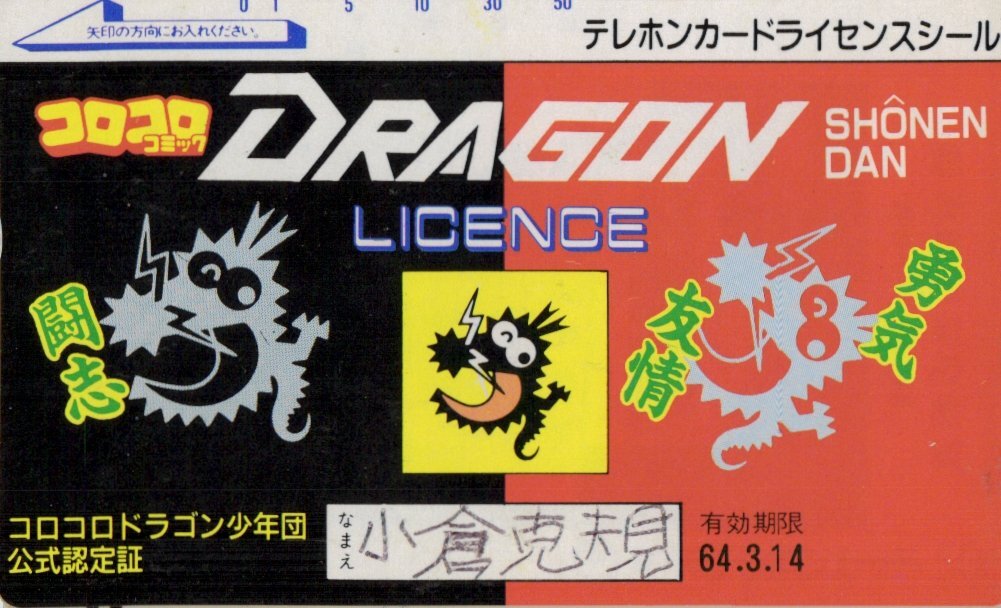 0 1 5 10 30 50
矢印の方向にお入れください。
テレホンカードライセンスシール
コロコロ
コミック
DRAGON
SHÔNEN
DAN
LICENCE
闘志
友情
勇気
コロコロドラゴン少年団
公式認定証
なまえ
小倉克規
有効期限
64.3.14